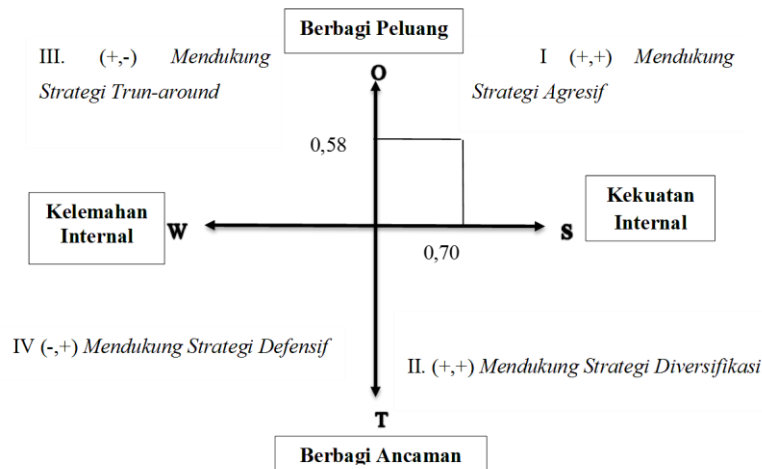 Berbagi Peluang
III. (+,-) Mendukung
Strategi Trun-around
I (+,+) Mendukung
Strategi Agresif
O
0,58
Kelemahan
Internal
W
S
Kekuatan
Internal
0,70
IV (-,+) Mendukung Strategi Defensif
II. (+,+) Mendukung Strategi Diversifikasi
T
Berbagi Ancaman